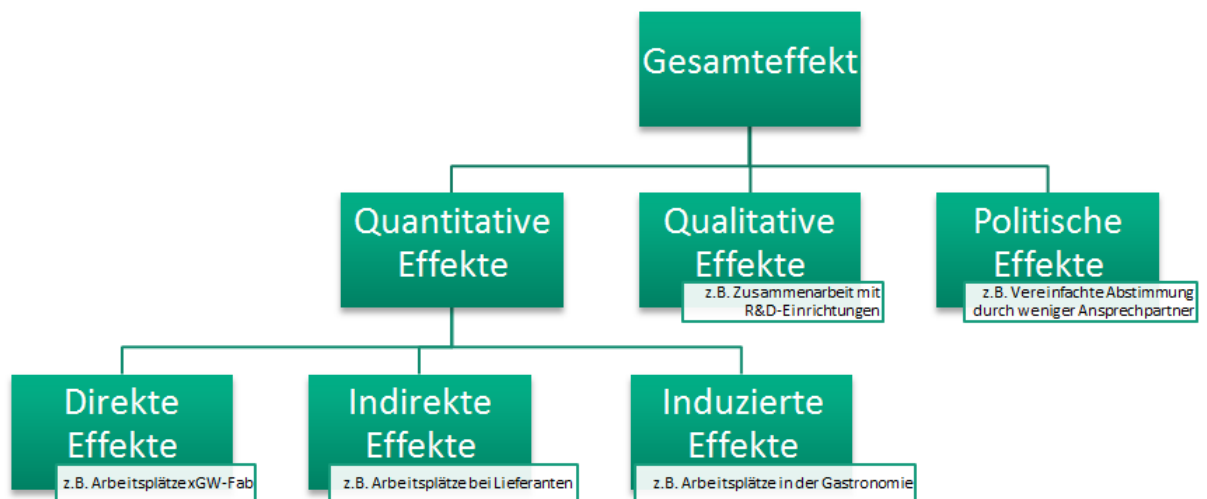 Gesamteffekt
Quantitative
Effekte
Qualitative
Effekte
z.B. Zusammenarbeit mit
R&D-Einrichtungen
Politische
Effekte
z.B. Vereinfachte Abstimmung
durch weniger Ansprechpartner
Direkte
Effekte
z.B. Arbeitsplätze xGW-Fab
Indirekte
Effekte
z.B. Arbeitsplätze bei Lieferanten
Induzierte
Effekte
z.B. Arbeitsplätze in der Gastronomie